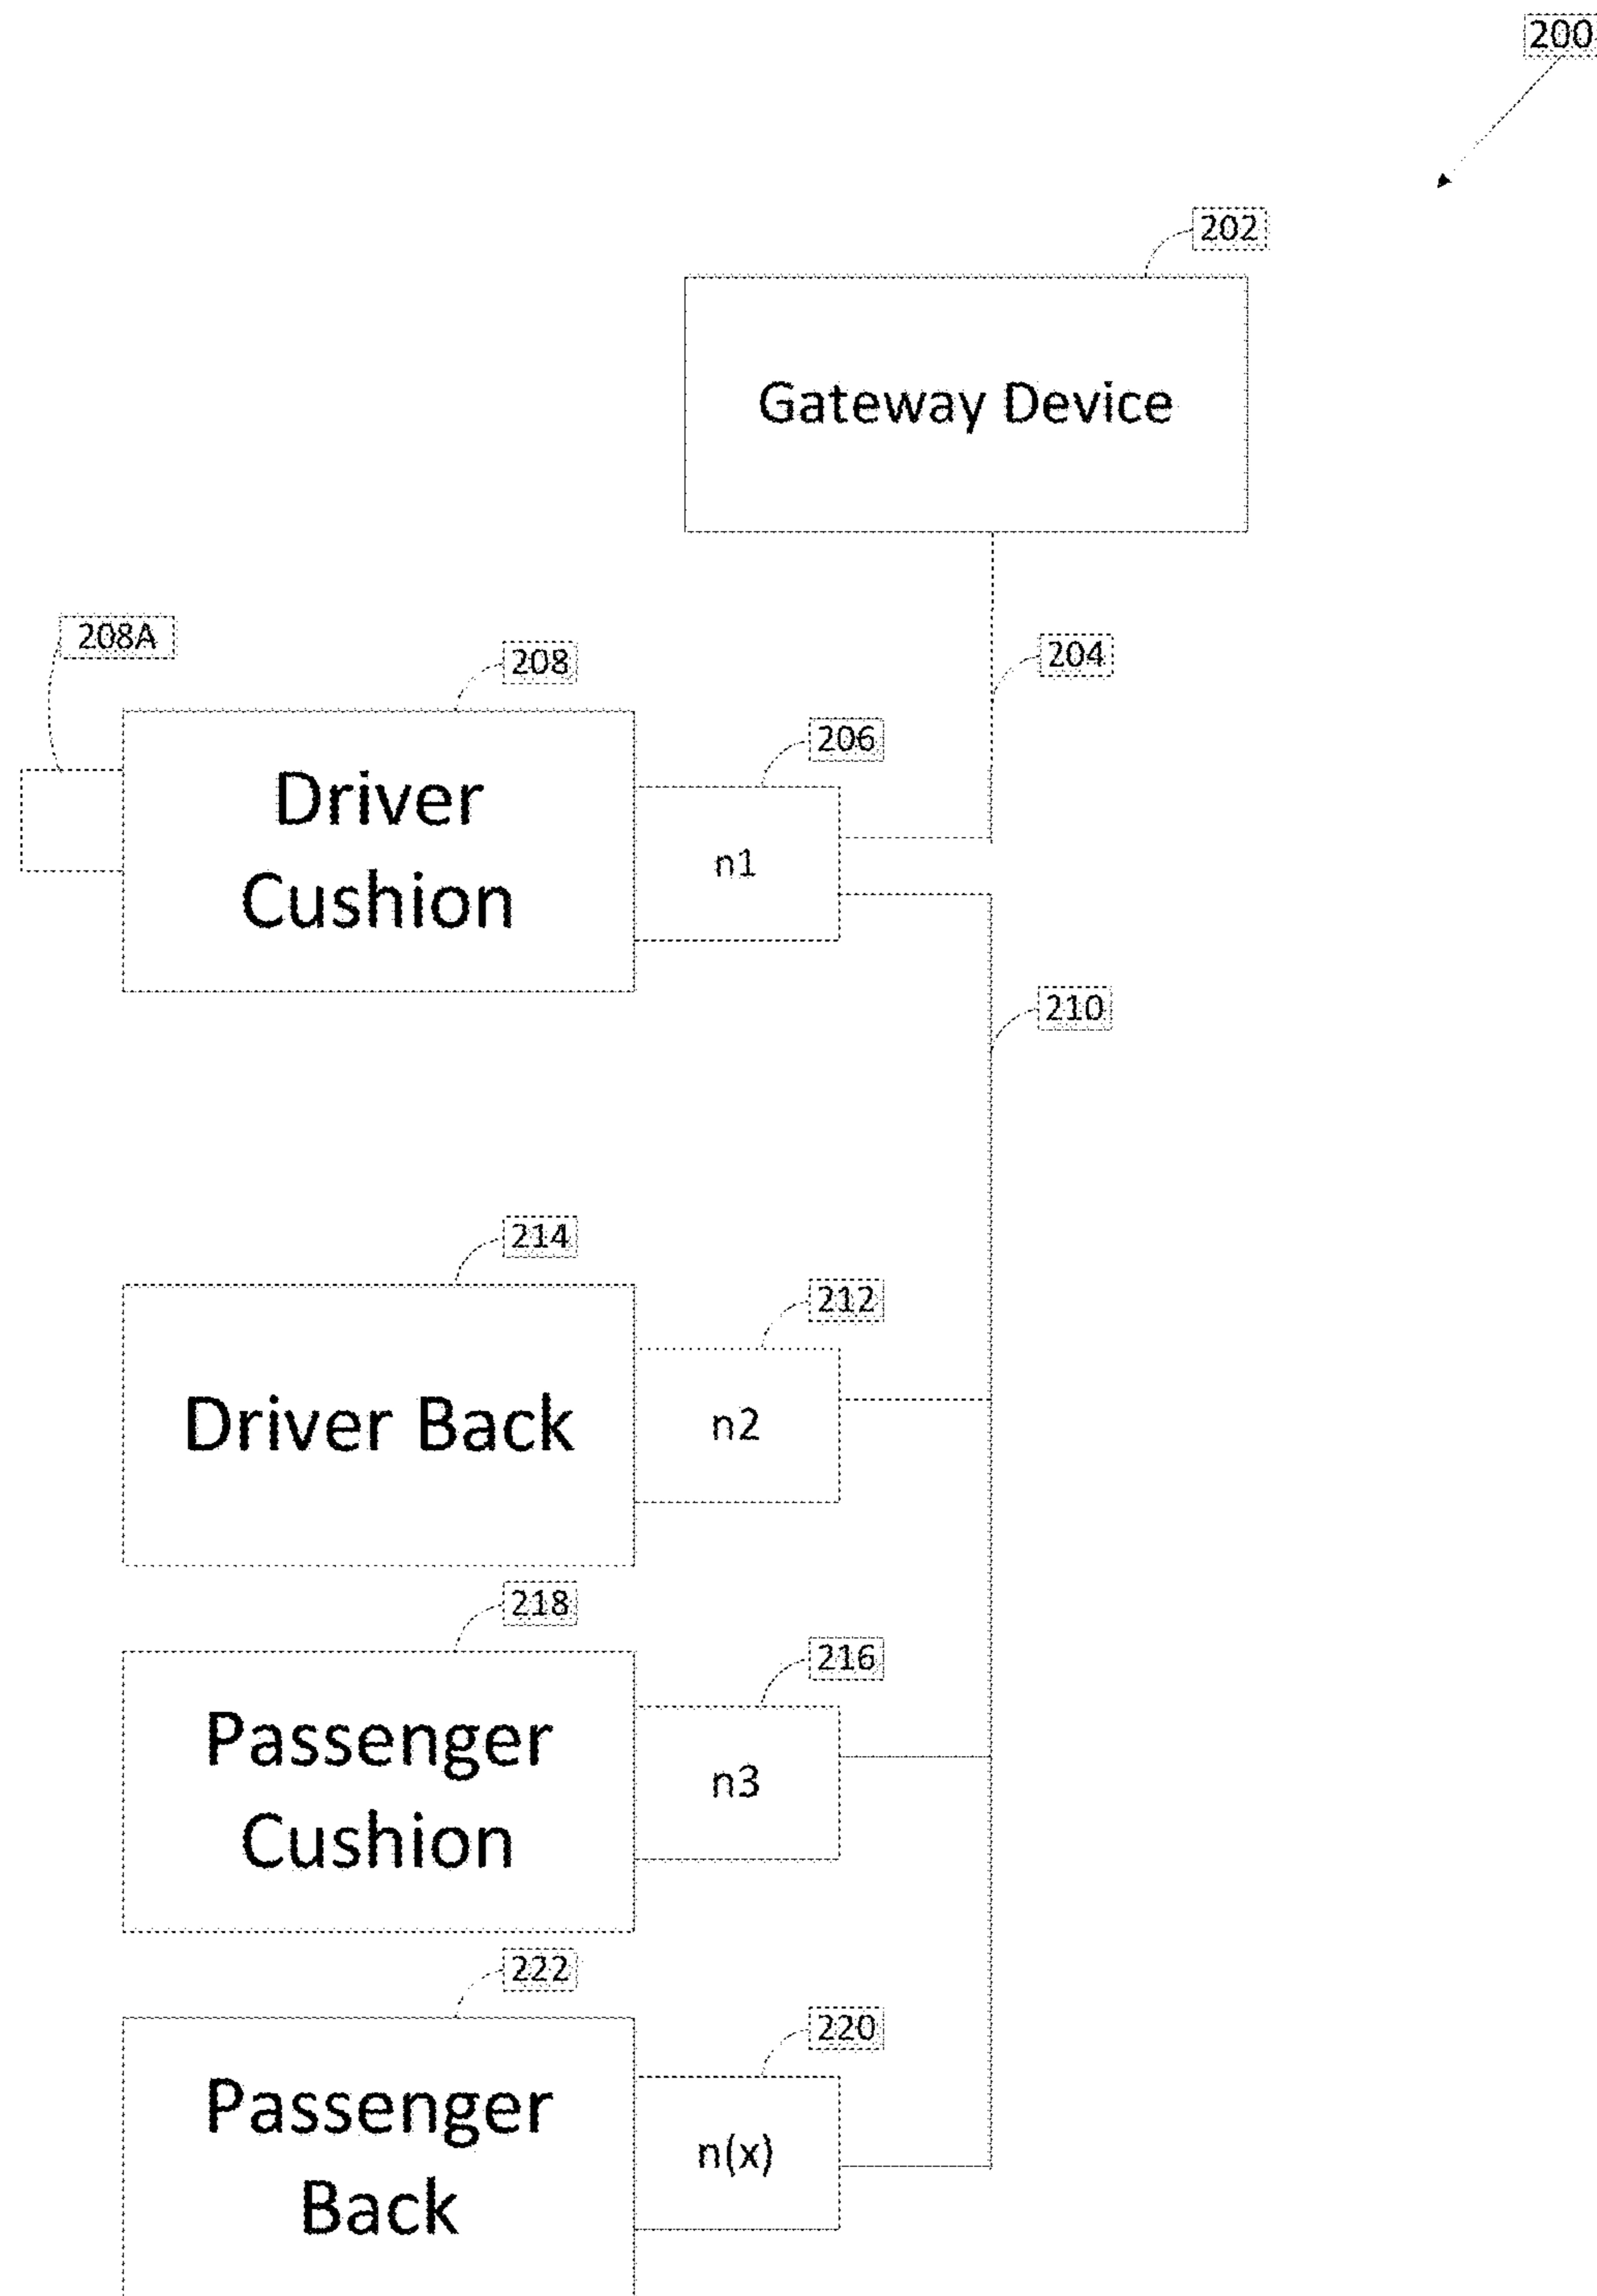 200
202
Gateway Device
208A
208
204
206
Driver
Cushion
n1
210
214
212
Driver Back
n2
218
216
Passenger
Cushion
n3
222
220
Passenger
Back
n(x)